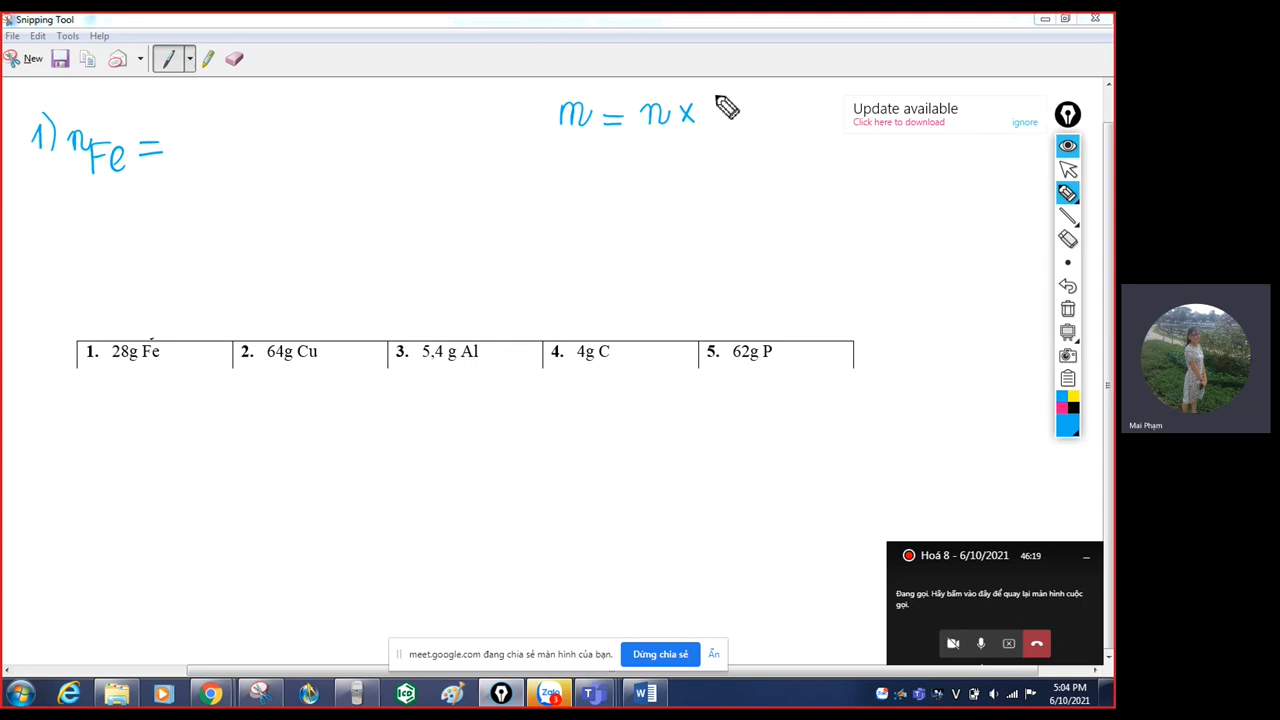 Snipping Tool
File Edit Tools Help
New
m = n x
1) nFe =
Update available
Click here to download ignore
1. 28g Fe 2. 64g Cu 3. 5,4 g Al 4. 4g C 5. 62g P
Mai Phạm
Hoá 8 - 6/10/2021 46:19
Đang gọi. Hãy bấm vào đây để quay lại màn hình cuộc
gọi.
meet.google.com đang chia sẻ màn hình của bạn. Dừng chia sẻ Ẩn
Zalo
3
5:04 PM
6/10/2021